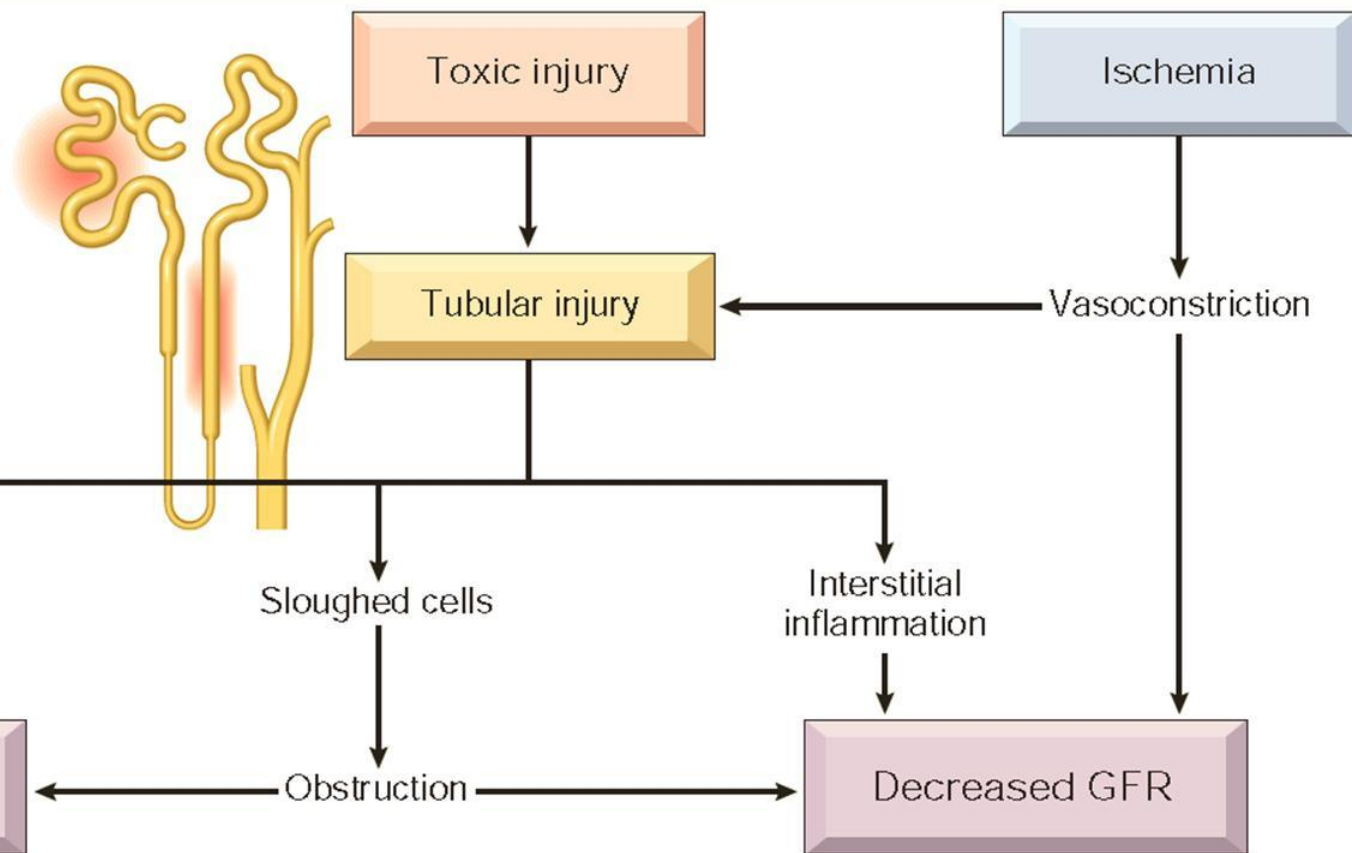 Toxic injury
Ischemia
Tubular injury
Vasoconstriction
Sloughed cells
Interstitial
inflammation
Obstruction
Decreased GFR